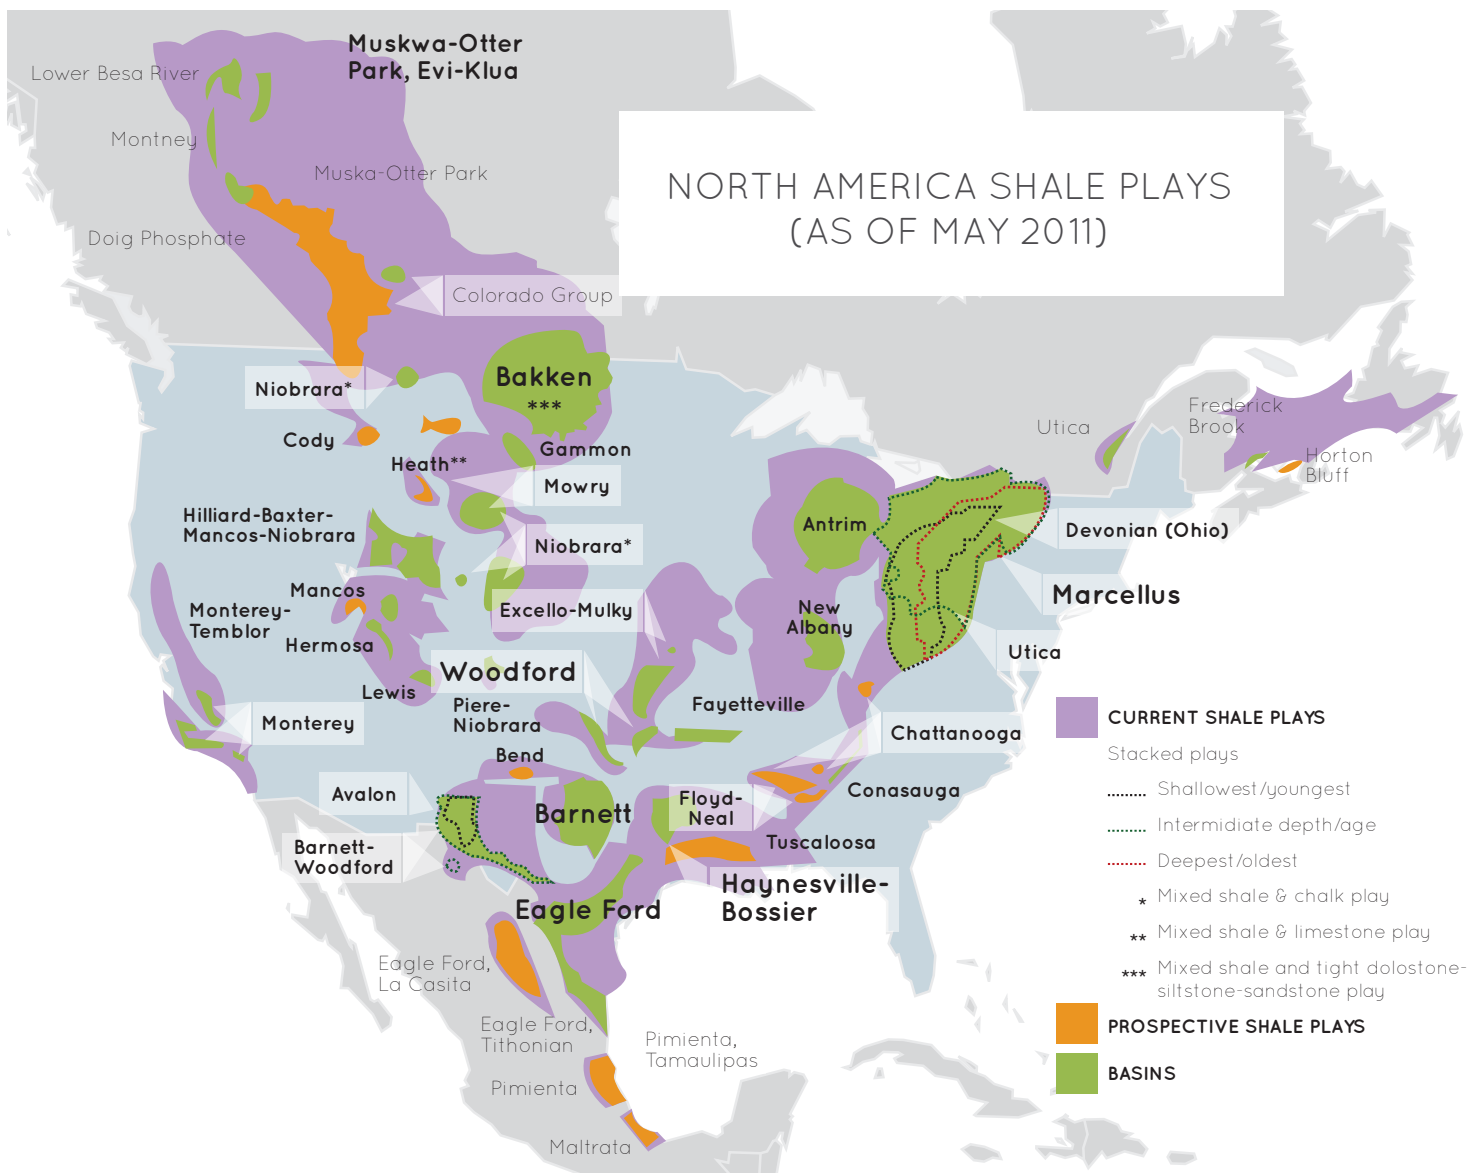 Muskwa-Otter
Park, Evi-Klua
Lower Besa River
Montney
Muska-Otter Park
Doig Phosphate
NORTH AMERICA SHALE PLAYS
(AS OF MAY 2011)
Colorado Group
Niobrara*
Bakken
***
Cody
Gammon
Heath**
Mowry
Hilliard-Baxter-
Mancos-Niobrara
Niobrara*
Mancos
Monterey-
Temblor
Hermosa
Excello-Mulky
Lewis
Woodford
Piere-
Niobrara
Monterey
Bend
Fayetteville
Avalon
Barnett
Barnett-
Woodford
Antrim
New
Albany
Utica
Frederick
Brook
Horton
Bluff
Devonian (Ohio)
Marcellus
Utica
Chattanooga
Conasauga
Floyd-
Neal
Tuscaloosa
Haynesville-
Bossier
Eagle Ford
Eagle Ford,
La Casita
Eagle Ford,
Tithonian
Pimienta,
Tamaulipas
Pimienta
Maltrata
CURRENT SHALE PLAYS
Stacked plays
Shallowest/youngest
Intermidiate depth/age
Deepest/oldest
* Mixed shale & chalk play
** Mixed shale & limestone play
*** Mixed shale and tight dolostone-
siltstone-sandstone play
PROSPECTIVE SHALE PLAYS
BASINS